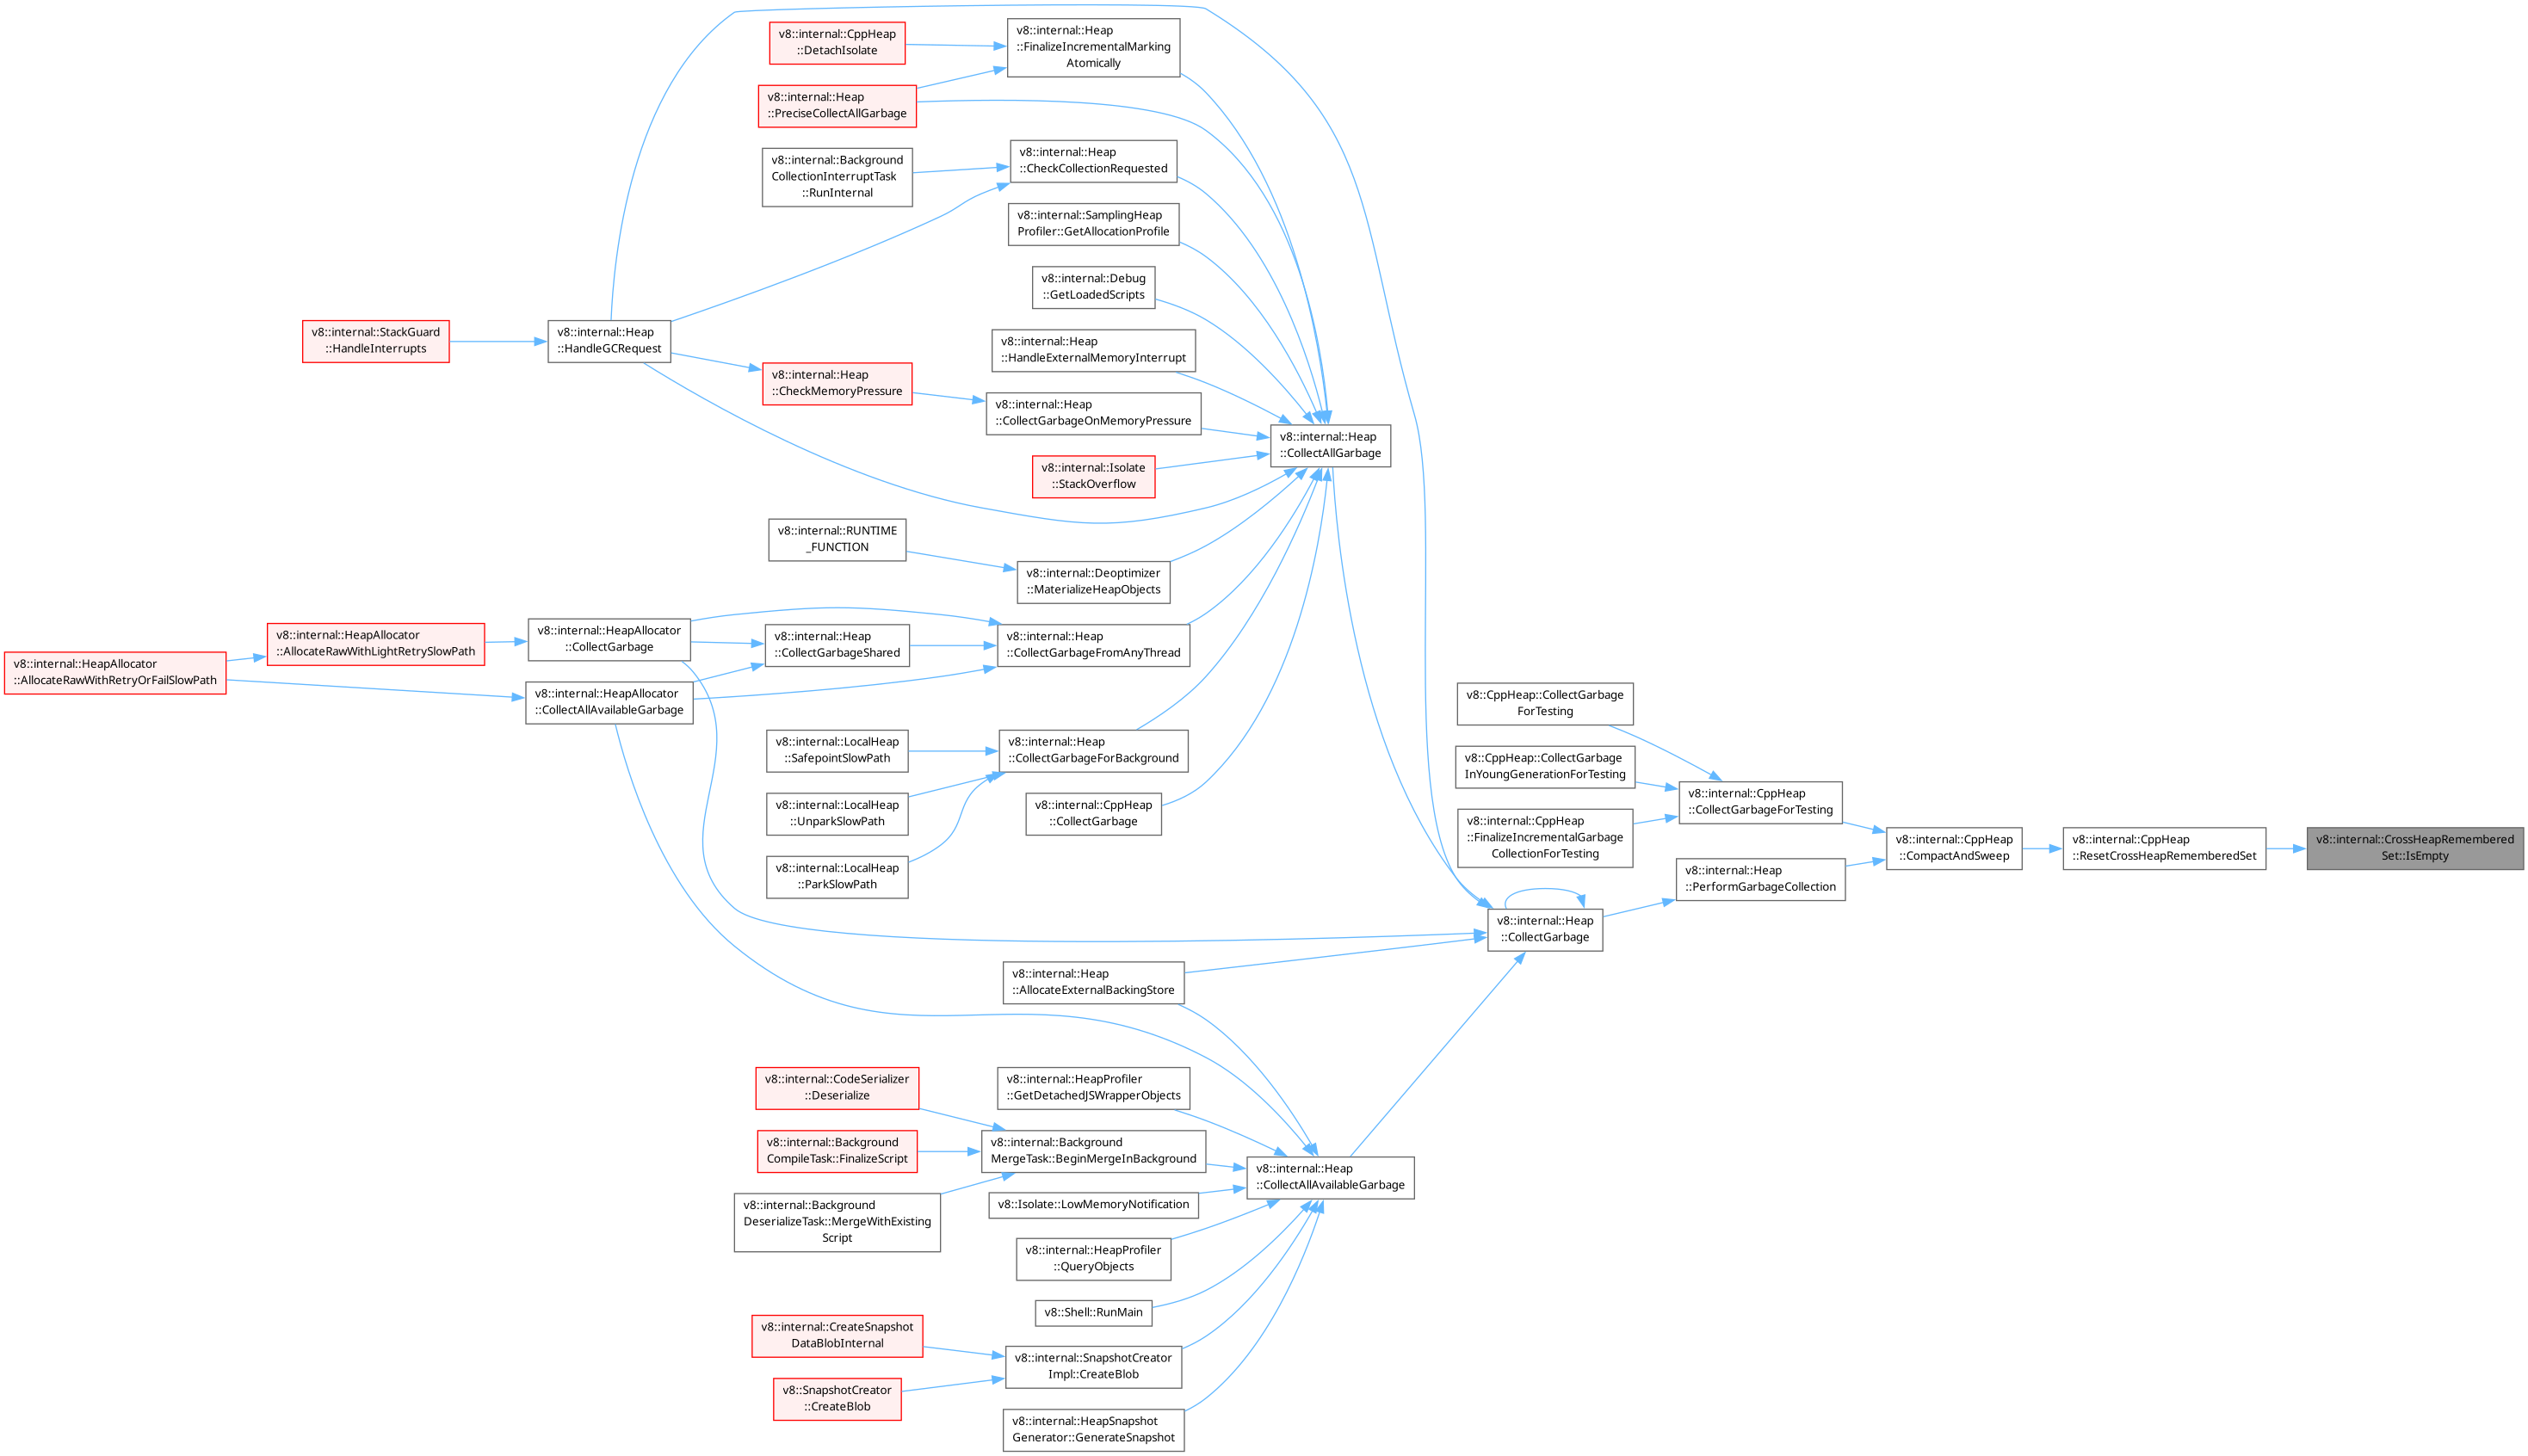 v8::internal::CppHeap
::DetachIsolate
v8::internal::Heap
::FinalizeIncrementalMarking
Atomically
v8::internal::Heap
::PreciseCollectAllGarbage
v8::internal::Background
CollectionInterruptTask
::RunInternal
v8::internal::Heap
::CheckCollectionRequested
v8::internal::SamplingHeap
Profiler::GetAllocationProfile
v8::internal::Debug
::GetLoadedScripts
v8::internal::StackGuard
::HandleInterrupts
v8::internal::Heap
::HandleGCRequest
v8::internal::Heap
::HandleExternalMemoryInterrupt
v8::internal::Heap
::CheckMemoryPressure
v8::internal::Heap
::CollectGarbageOnMemoryPressure
v8::internal::Heap
::CollectAllGarbage
v8::internal::Isolate
::StackOverflow
v8::internal::RUNTIME
_FUNCTION
v8::internal::Deoptimizer
::MaterializeHeapObjects
v8::internal::HeapAllocator
::AllocateRawWithRetryOrFailSlowPath
v8::internal::HeapAllocator
::AllocateRawWithLightRetrySlowPath
v8::internal::HeapAllocator
::CollectGarbage
v8::internal::Heap
::CollectGarbageShared
v8::internal::Heap
::CollectGarbageFromAnyThread
v8::internal::HeapAllocator
::CollectAllAvailableGarbage
v8::internal::LocalHeap
::SafepointSlowPath
v8::internal::Heap
::CollectGarbageForBackground
v8::internal::LocalHeap
::UnparkSlowPath
v8::internal::CppHeap
::CollectGarbage
v8::internal::LocalHeap
::ParkSlowPath
v8::CppHeap::CollectGarbage
ForTesting
v8::CppHeap::CollectGarbage
InYoungGenerationForTesting
v8::internal::CppHeap
::FinalizeIncrementalGarbage
CollectionForTesting
v8::internal::CppHeap
::CollectGarbageForTesting
v8::internal::Heap
::PerformGarbageCollection
v8::internal::CppHeap
::CompactAndSweep
v8::internal::CppHeap
::ResetCrossHeapRememberedSet
v8::internal::CrossHeapRemembered
Set::IsEmpty
v8::internal::Heap
::CollectGarbage
v8::internal::Heap
::AllocateExternalBackingStore
v8::internal::CodeSerializer
::Deserialize
v8::internal::HeapProfiler
::GetDetachedJSWrapperObjects
v8::internal::Background
CompileTask::FinalizeScript
v8::internal::Background
MergeTask::BeginMergeInBackground
v8::internal::Heap
::CollectAllAvailableGarbage
v8::internal::Background
DeserializeTask::MergeWithExisting
Script
v8::Isolate::LowMemoryNotification
v8::internal::HeapProfiler
::QueryObjects
v8::Shell::RunMain
v8::internal::CreateSnapshot
DataBlobInternal
v8::internal::SnapshotCreator
Impl::CreateBlob
v8::SnapshotCreator
::CreateBlob
v8::internal::HeapSnapshot
Generator::GenerateSnapshot